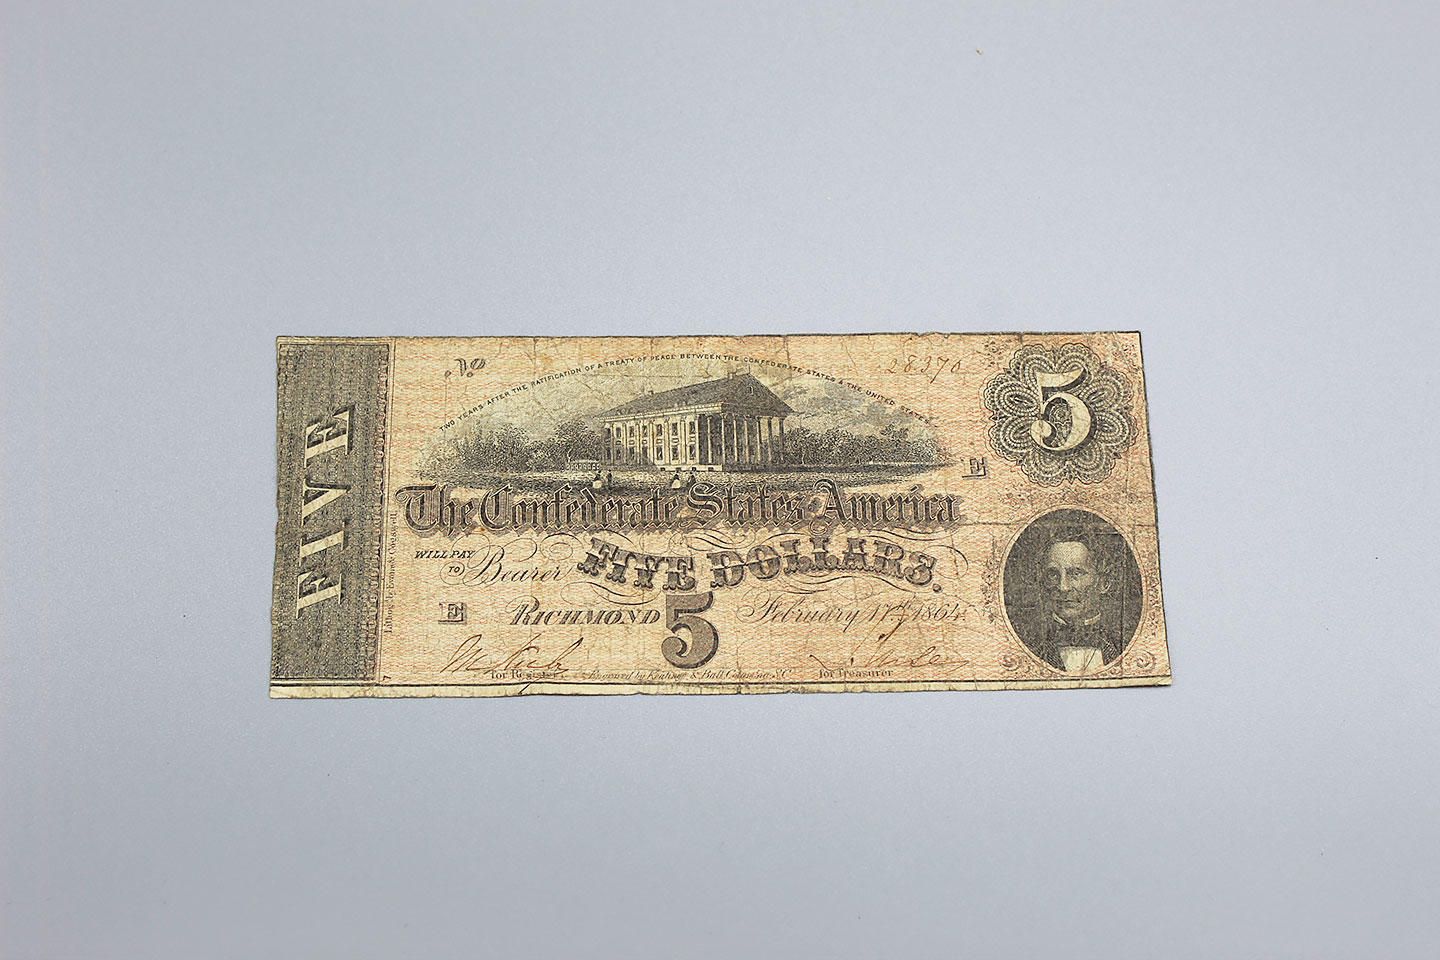 FIVE
No
28370
5
TWO YEARS AFTER THE RATIFICATION OF A TREATY OF PEACE BETWEEN THE CONFEDERATE STATES & THE UNITED STATES
E
The Confederate States of America
WILL PAY
TO Bearer FIVE DOLLARS.
E RICHMOND 5 February 17th 1864.
for Register
Engraved by Keatinge & Ball, Columbia, S.C.
for Treasurer
7